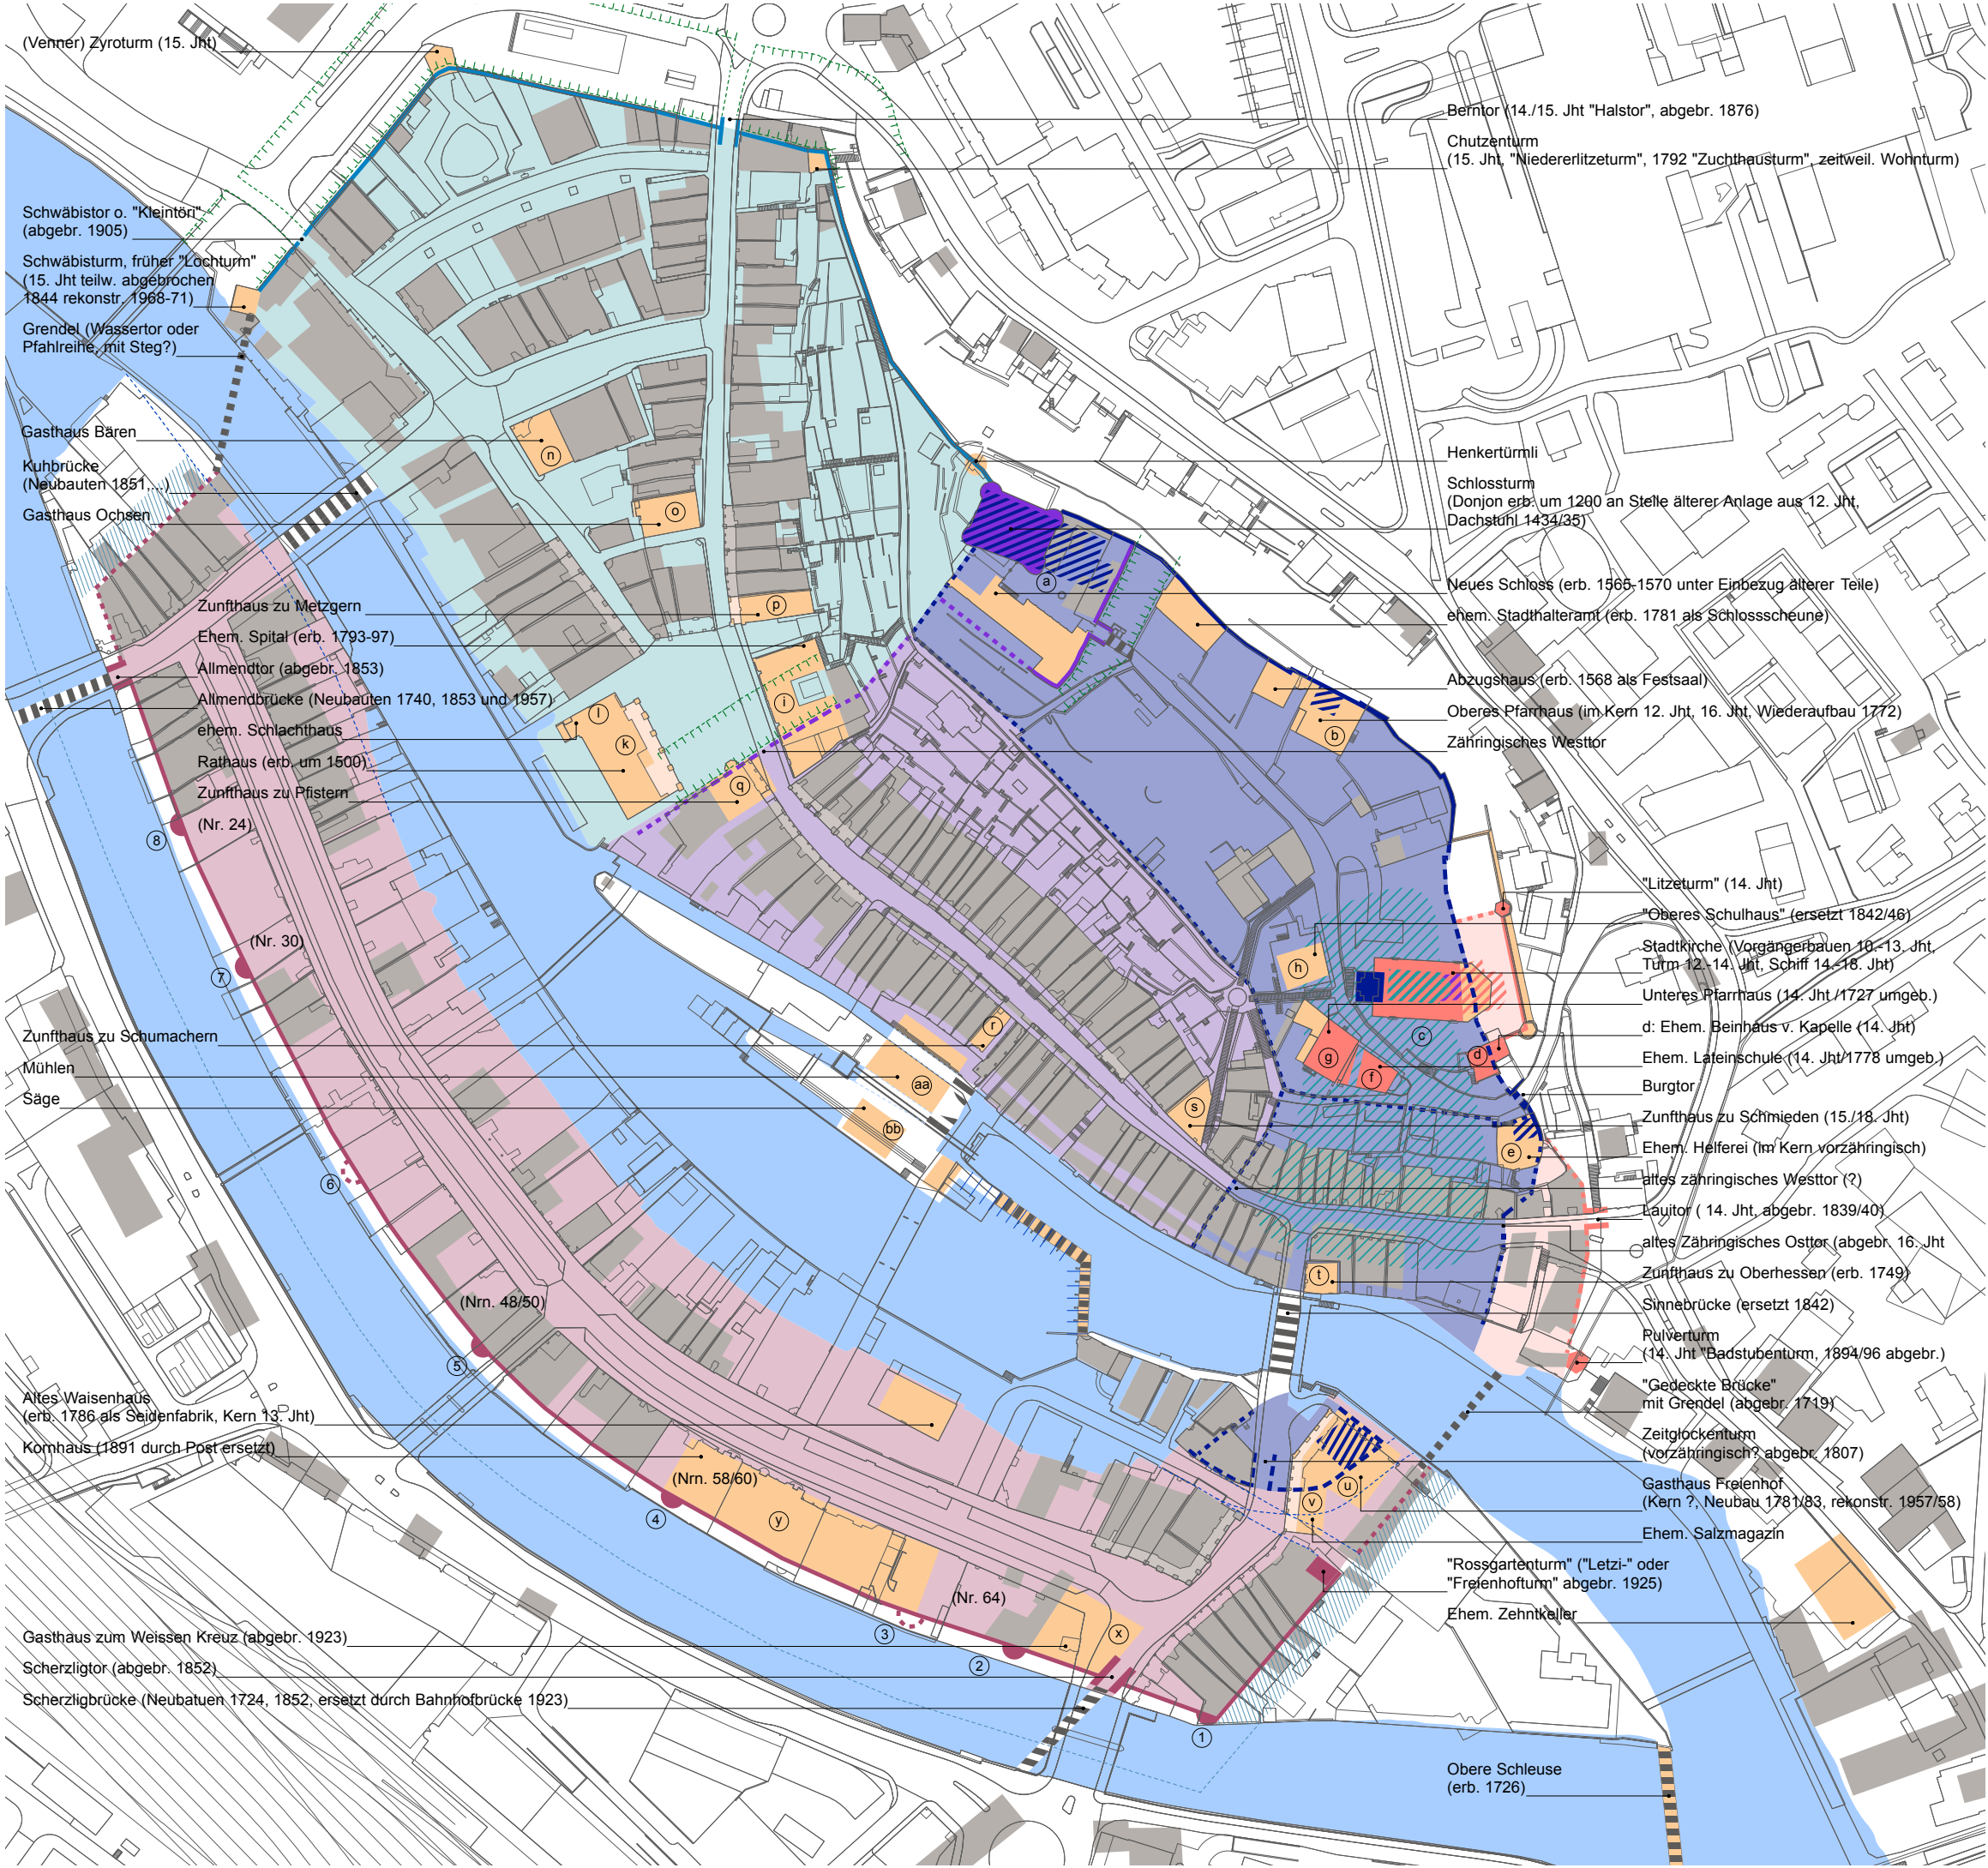 (Venner) Zyroturm (15. Jht)
Schwäbistor o. "Kleintöri"
(abgebr. 1905)
Schwäbisturm, früher "Lochturm"
(15. Jht teilw. abgebrochen
1844 rekonstr. 1968-71)
Grendel (Wassertor oder
Pfahlreihe, mit Steg?)
Gasthaus Bären
Kuhbrücke
(Neubauten 1851,...)
Gasthaus Ochsen
Zunfthaus zu Metzgern
Ehem. Spital (erb. 1793-97)
Allmendtor (abgebr. 1853)
Allmendbrücke (Neubauten 1740, 1853 und 1957)
ehem. Schlachthaus
Rathaus (erb. um 1500)
Zunfthaus zu Pfistern
(Nr. 24)
(Nr. 30)
Zunfthaus zu Schumachern
Mühlen
Säge
(Nrn. 48/50)
Altes Waisenhaus
(erb. 1786 als Seidenfabrik, Kern 13. Jht)
Kornhaus (1891 durch Post ersetzt)
(Nrn. 58/60)
(Nr. 64)
Gasthaus zum Weissen Kreuz (abgebr. 1923)
Scherzligtor (abgebr. 1852)
Scherzligbrücke (Neubatuen 1724, 1852, ersetzt durch Bahnhofbrücke 1923)
Berntor (14./15. Jht "Halstor", abgebr. 1876)
Chutzenturm
(15. Jht, "Niedererlitzeturm", 1792 "Zuchthausturm", zeitweil. Wohnturm)
Henkertürmli
Schlossturm
(Donjon erb. um 1200 an Stelle älterer Anlage aus 12. Jht,
Dachstuhl 1434/35)
Neues Schloss (erb. 1565-1570 unter Einbezug älterer Teile)
ehem. Stadthalteramt (erb. 1781 als Schlossscheune)
Abzugshaus (erb. 1568 als Festsaal)
Oberes Pfarrhaus (im Kern 12. Jht, 16. Jht, Wiederaufbau 1772)
Zähringisches Westtor
"Litzeturm" (14. Jht)
"Oberes Schulhaus" (ersetzt 1842/46)
Stadtkirche (Vorgängerbauen 10.-13. Jht,
Turm 12.-14. Jht, Schiff 14.-18. Jht)
Unteres Pfarrhaus (14. Jht /1727 umgeb.)
d: Ehem. Beinhaus v. Kapelle (14. Jht)
Ehem. Lateinschule (14. Jht/1778 umgeb.)
Burgtor
Zunfthaus zu Schmieden (15./18. Jht)
Ehem. Helferei (im Kern vorzähringisch)
altes zähringisches Westtor (?)
Lauitor ( 14. Jht, abgebr. 1839/40)
altes Zähringisches Osttor (abgebr. 16. Jht
Zunfthaus zu Oberhessen (erb. 1749)
Sinnebrücke (ersetzt 1842)
Pulverturm
(14. Jht "Badstubenturm, 1894/96 abgebr.)
"Gedeckte Brücke"
mit Grendel (abgebr. 1719)
Zeitglockenturm
(vorzähringisch? abgebr. 1807)
Gasthaus Freienhof
(Kern ?, Neubau 1781/83, rekonstr. 1957/58)
Ehem. Salzmagazin
"Rossgartenturm" ("Letzi-" oder
"Freienhofturm" abgebr. 1925)
Ehem. Zehntkeller
Obere Schleuse
(erb. 1726)
n
o
p
a
i
l
k
q
b
h
c
g
f
d
e
r
aa
bb
s
t
u
v
x
y
8
7
6
5
4
3
2
1